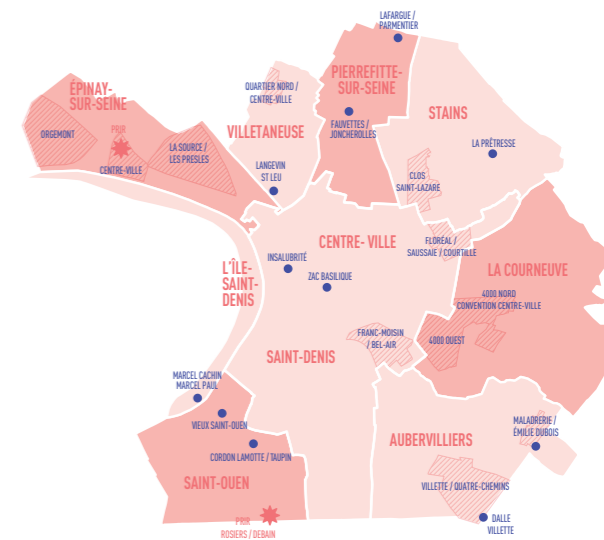 LAFARGUE /
PARMENTIER
PIERREFITTE-
SUR-SEINE
ÉPINAY-
SUR-SEINE
QUARTIER NORD /
CENTRE-VILLE
STAINS
ORGEMONT
PRIR
CENTRE-VILLE
LA SOURCE /
LES PRESLES
VILLETANEUSE
FAUVETTES /
JONCHEROLLES
LA PRÊTRESSE
LANGEVIN
ST LEU
CLOS
SAINT-LAZARE
CENTRE- VILLE
FLORÉAL /
SAUSSAIE / COURTILLE
L'ÎLE-
SAINT-
DENIS
INSALUBRITÉ
ZAC BASILIQUE
LA COURNEUVE
4000 NORD
CONVENTION CENTRE-VILLE
FRANC-MOISIN
/ BEL-AIR
4000 OUEST
SAINT-DENIS
MARCEL CACHIN
MARCEL PAUL
VIEUX SAINT-OUEN
CORDON LAMOTTE / TAUPIN
SAINT-OUEN
PRIR
ROSIERS / DEBAIN
AUBERVILLIERS
MALADRERIE /
ÉMILIE DUBOIS
VILLETTE / QUATRE-CHEMINS
DALLE
VILLETTE